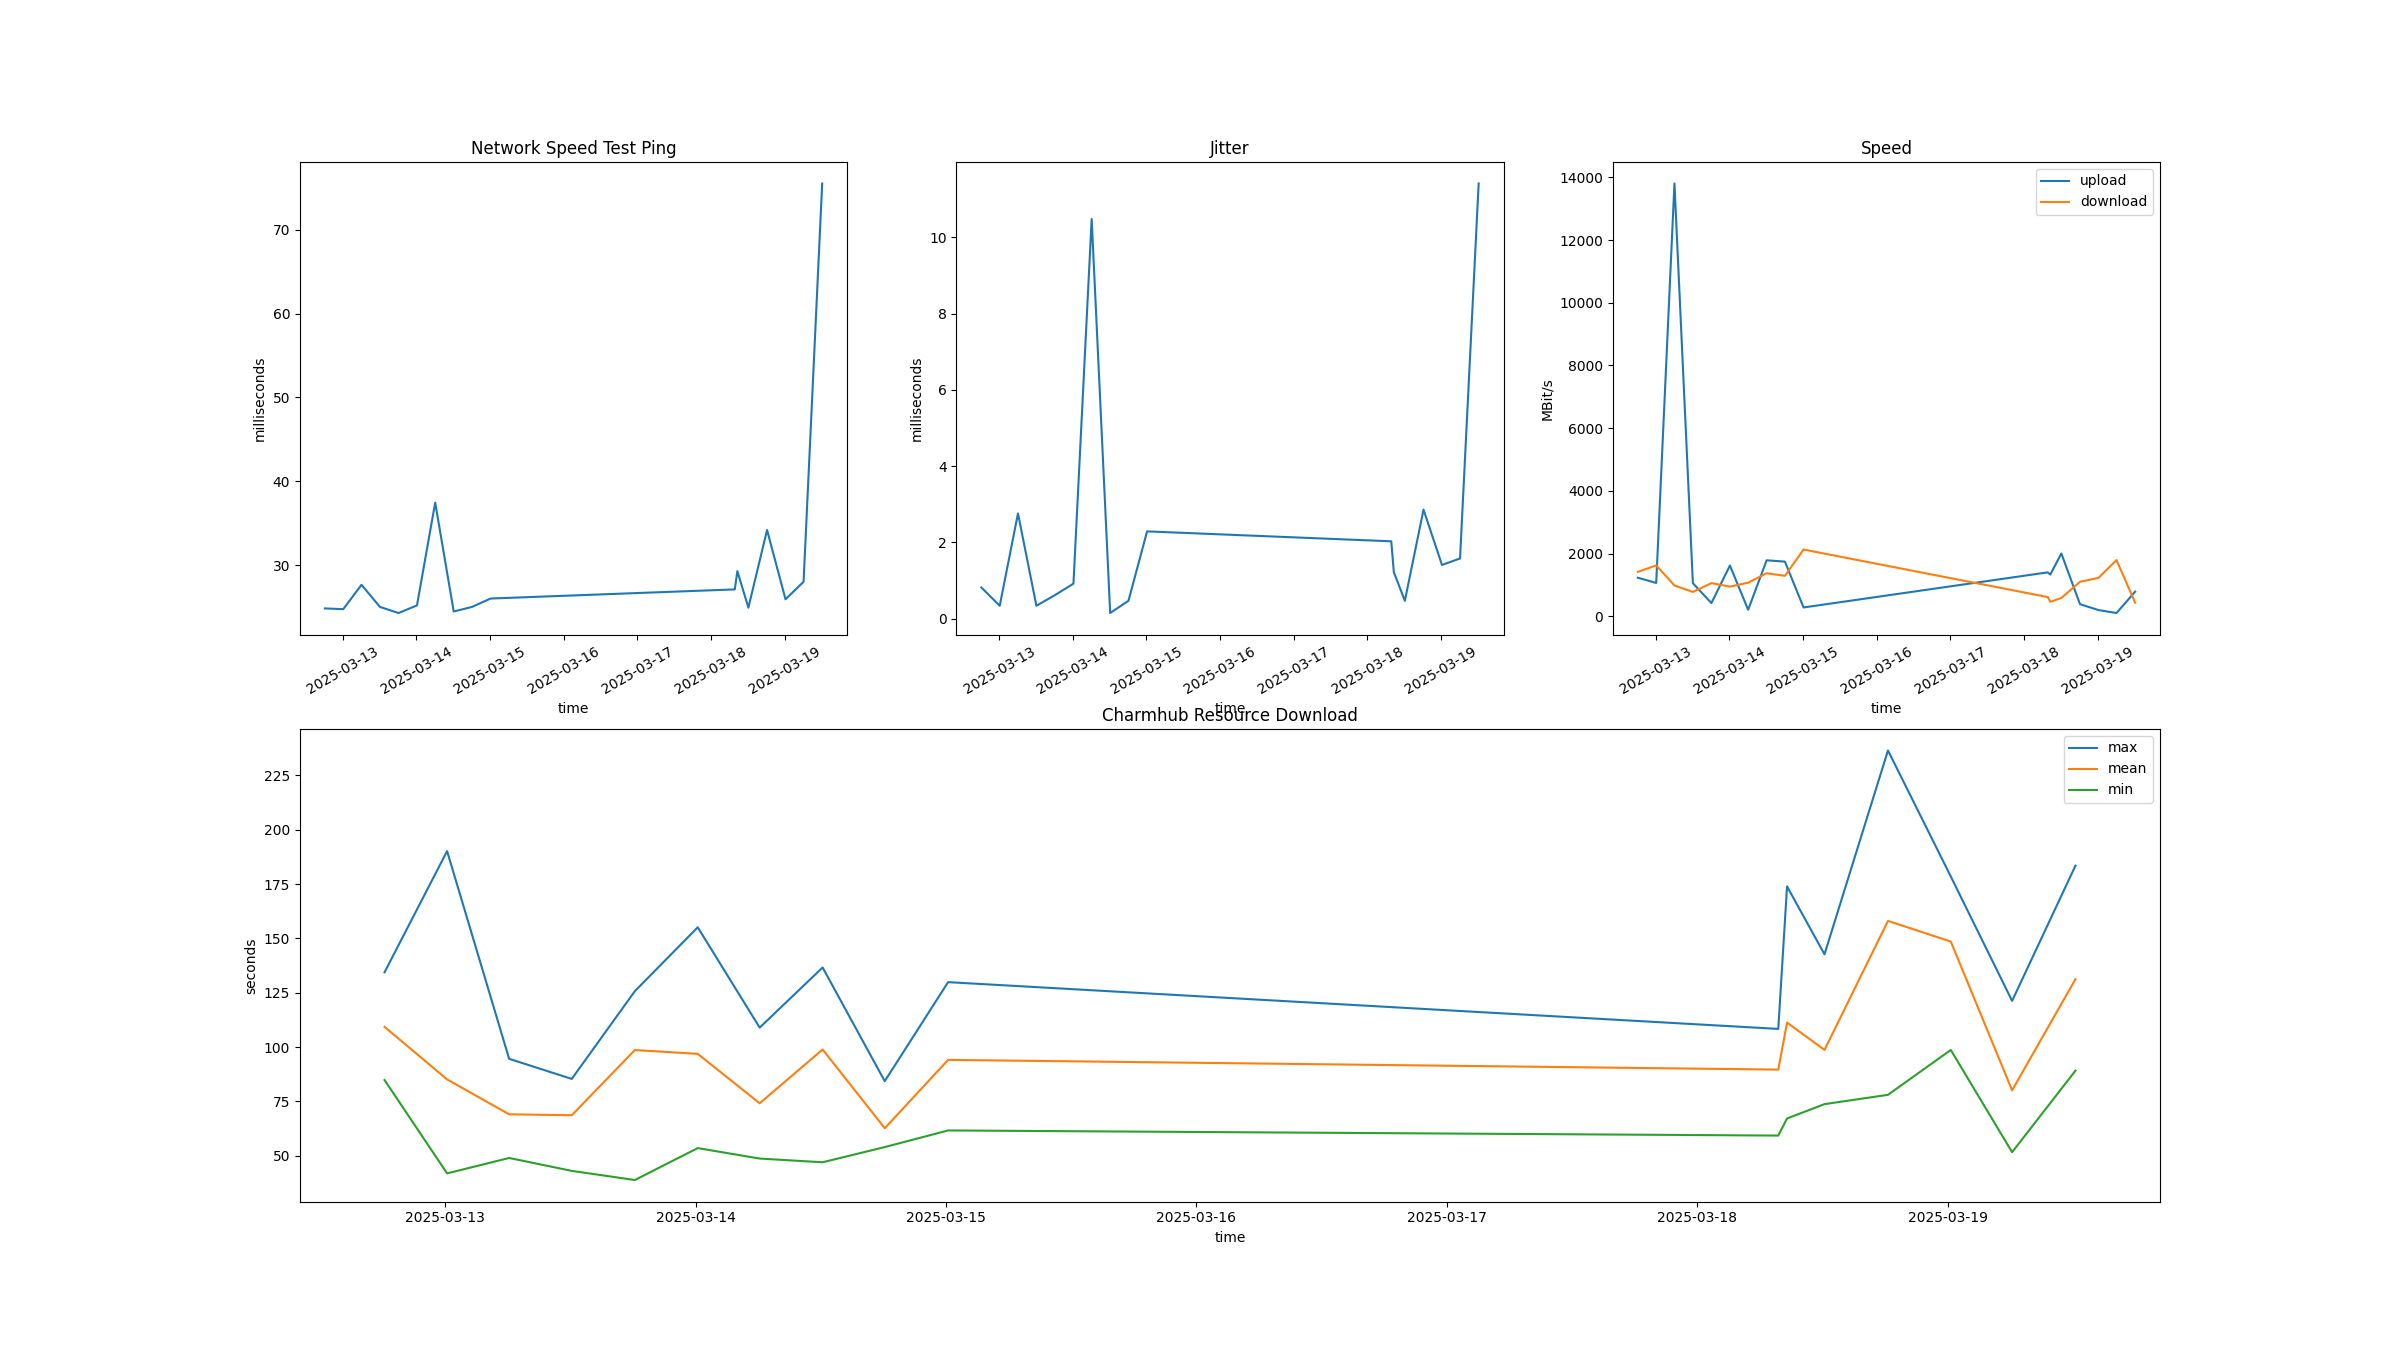 Network Speed Test Ping
70
60
50
40
30
milliseconds
2025-03-13 2025-03-14 2025-03-15 2025-03-16 2025-03-17 2025-03-18 2025-03-19
time
Jitter
10
8
6
4
2
0
milliseconds
2025-03-13 2025-03-14 2025-03-15 2025-03-16 2025-03-17 2025-03-18 2025-03-19
time
Speed
upload
download
14000
12000
10000
8000
6000
4000
2000
0
MBit/s
2025-03-13 2025-03-14 2025-03-15 2025-03-16 2025-03-17 2025-03-18 2025-03-19
time
Charmhub Resource Download
max
mean
min
225
200
175
150
125
100
75
50
seconds
2025-03-13 2025-03-14 2025-03-15 2025-03-16 2025-03-17 2025-03-18 2025-03-19
time